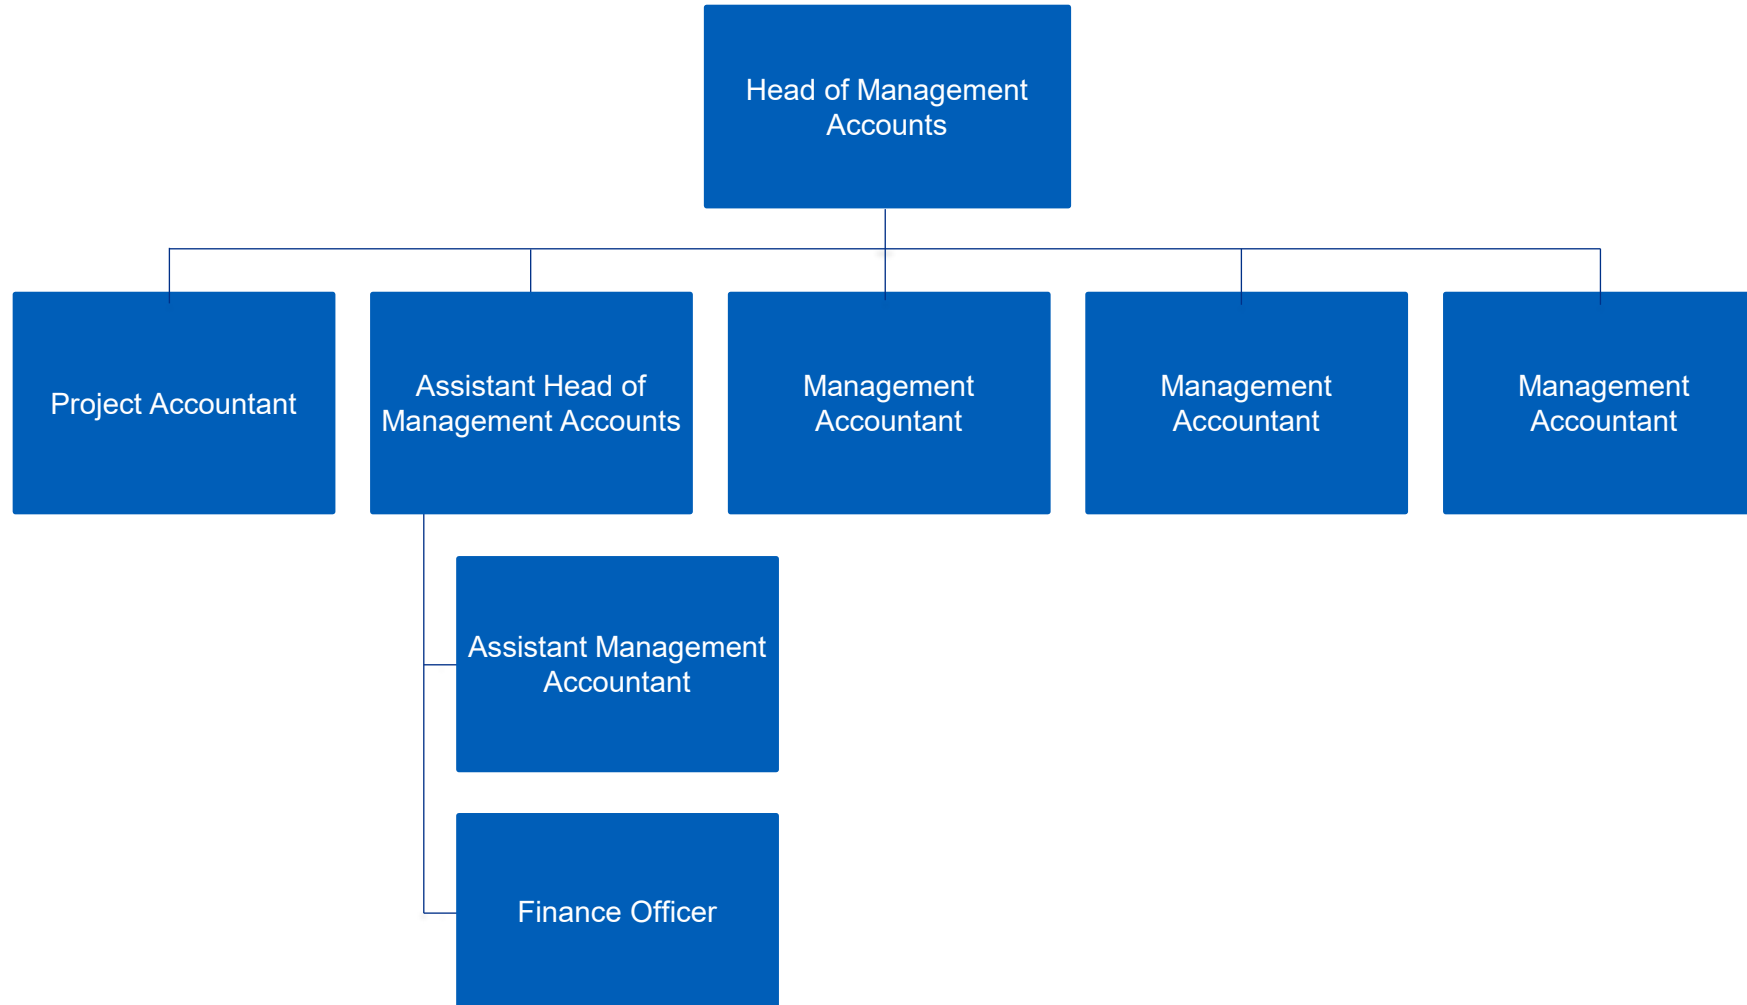 Head of Management
Accounts
Project Accountant
Assistant Head of
Management Accounts
Management
Accountant
Management
Accountant
Management
Accountant
Assistant Management
Accountant
Finance Officer